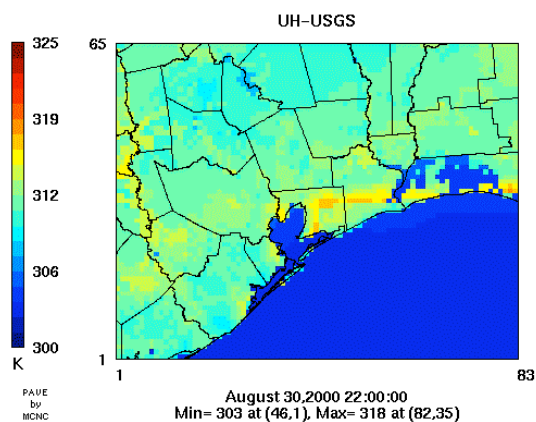 UH-USGS
325
319
312
306
300
K
65
1
1
83
PAVE
by
MCNC
August 30,2000 22:00:00
Min= 303 at (46,1), Max= 318 at (82,35)